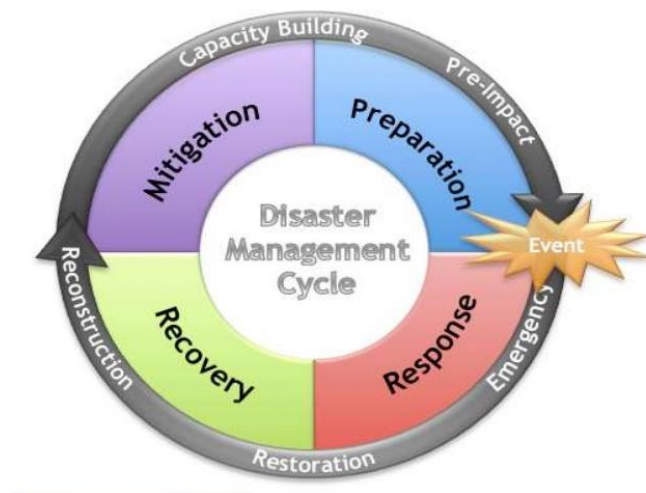 Capacity Building
Pre-Impact
Mitigation
Preparation
Disaster
Management
Cycle
Event
Reconstruction
Recovery
Response
Emergency
Restoration